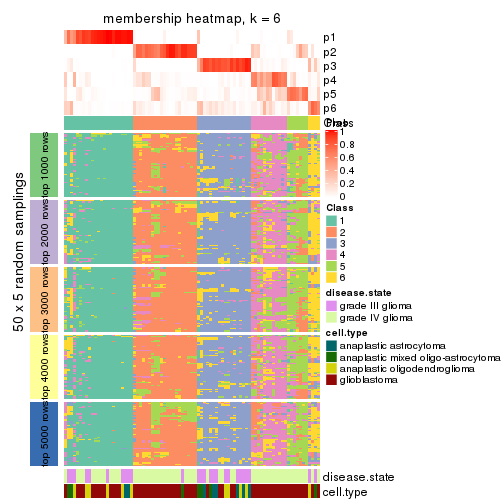 membership heatmap, k = 6
p1
p2
p3
p4
p5
p6
Class
Prob
1
0.8
0.6
0.4
0.2
0
Class
1
2
3
4
5
6
disease.state
grade III glioma
grade IV glioma
cell.type
anaplastic astrocytoma
anaplastic mixed oligo-astrocytoma
anaplastic oligodendroglioma
glioblastoma
50 x 5 random samplings
top 1000 rows
top 2000 rows
top 3000 rows
top 4000 rows
top 5000 rows
disease.state
cell.type